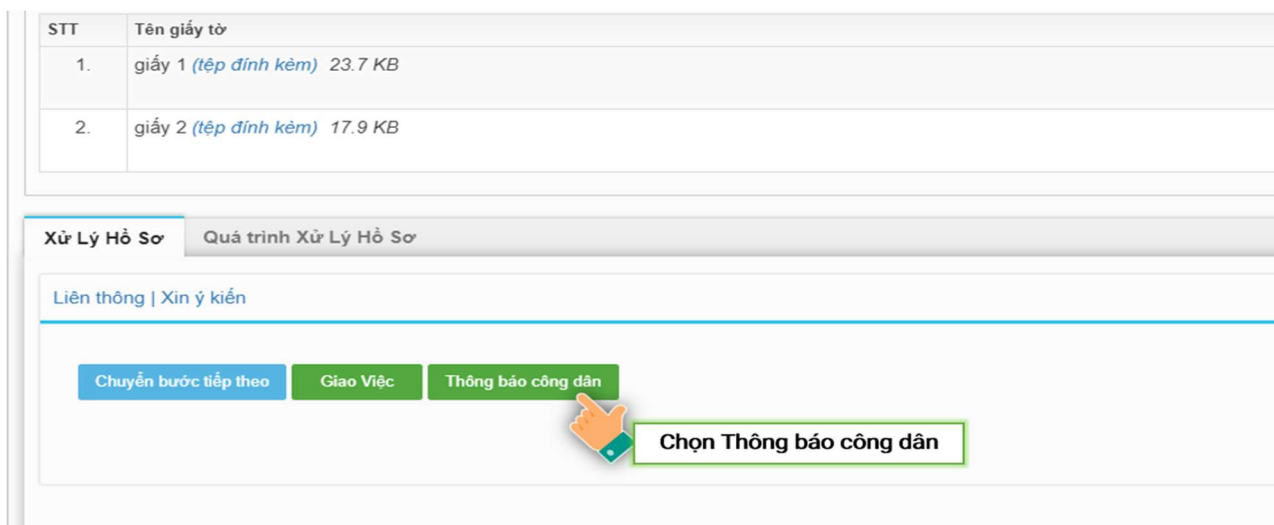 STT Tên giấy tờ
1. giấy 1 (tệp đính kèm) 23.7 KB
2. giấy 2 (tệp đính kèm) 17.9 KB
Xử Lý Hồ Sơ Quá trình Xử Lý Hồ Sơ
Liên thông | Xin ý kiến
Chuyển bước tiếp theo Giao Việc Thông báo công dân
Chọn Thông báo công dân